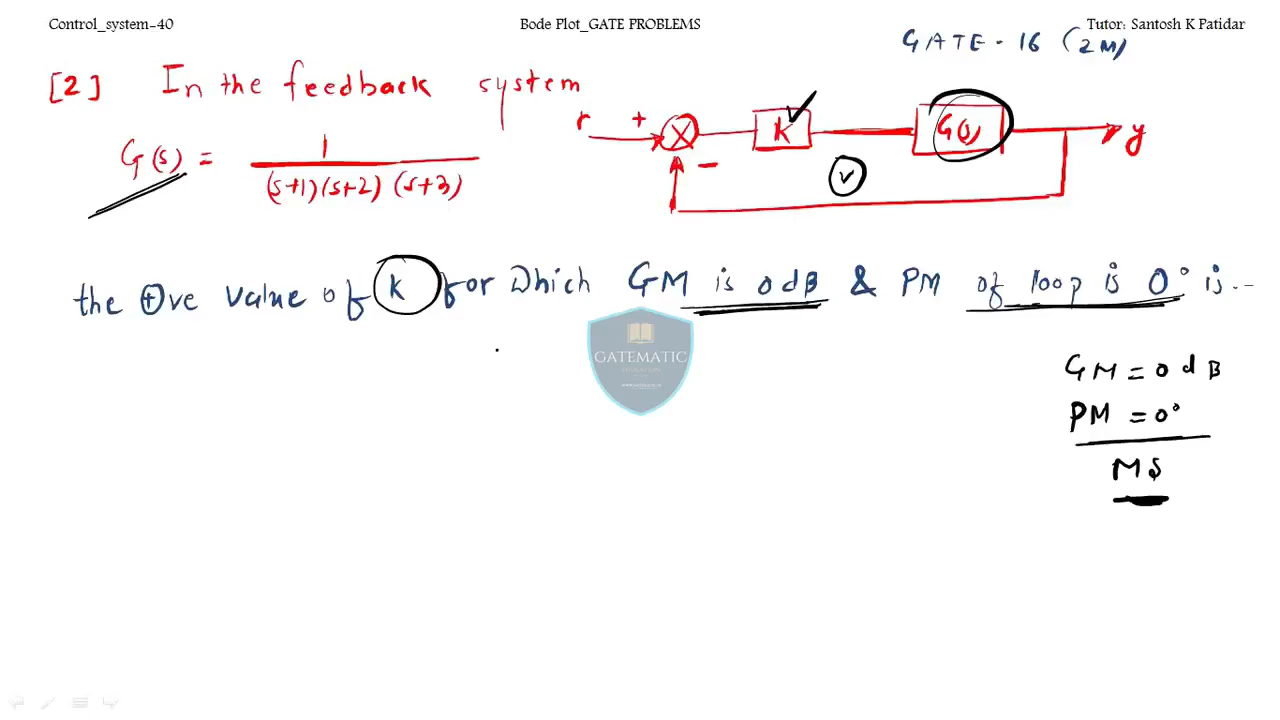 Control_system-40 Bode Plot_GATE PROBLEMS Tutor: Santosh K Patidar
GATE - 16 (2M)
[2] In the feedback system
r + K G(s) y
-
G(s) = 1
(s+1)(s+2) (s+3)
the +ve value of K for which GM is 0 dB & PM of loop is 0° is --
GATEMATIC
EDUCATION
GM = 0 dB
PM = 0°
MS